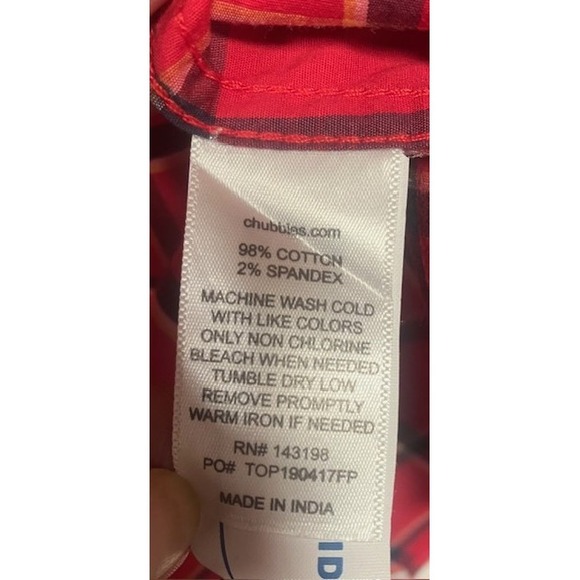 chubbies.com
98% COTTON
2% SPANDEX
MACHINE WASH COLD
WITH LIKE COLORS
ONLY NON CHLORINE
BLEACH WHEN NEEDED
TUMBLE DRY LOW
REMOVE PROMPTLY
WARM IRON IF NEEDED
RN# 143198
PO# TOP190417FP
MADE IN INDIA